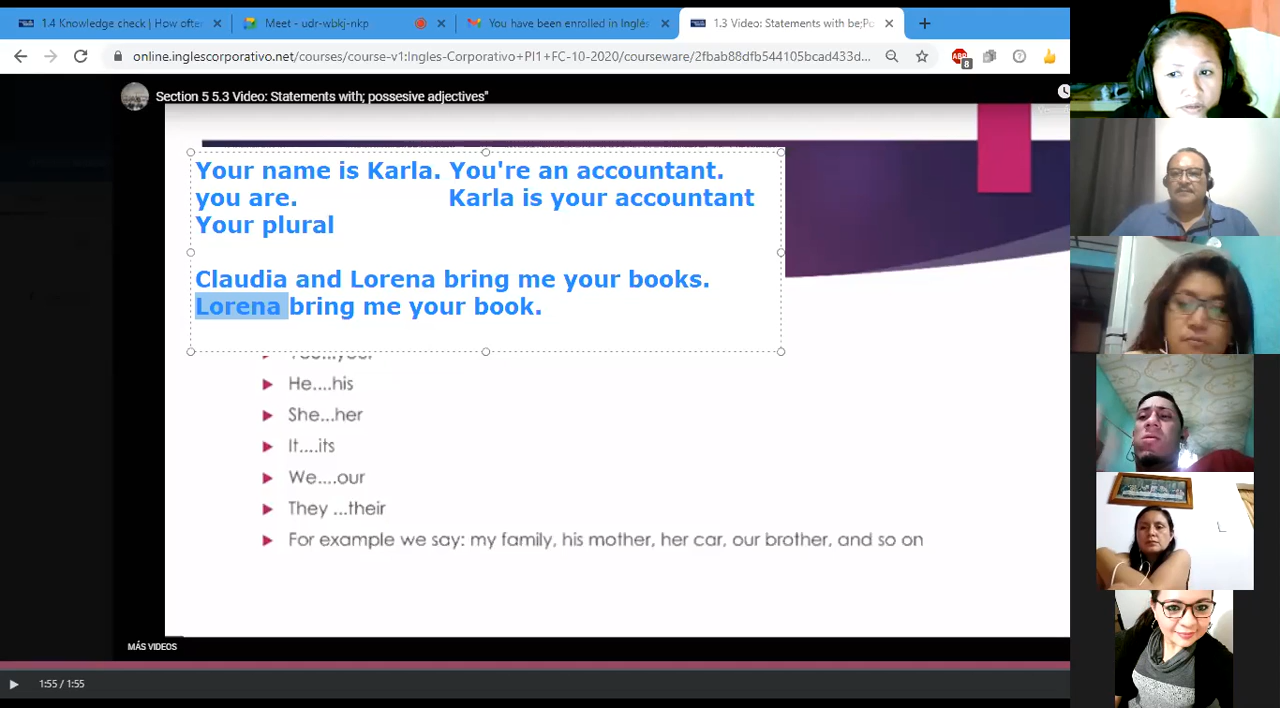 1.4 Knowledge check | How ofter
Meet - udr-wbkj-nkp
You have been enrolled in Inglés
1.3 Video: Statements with be;Po
online.inglescorporativo.net/courses/course-v1:Ingles-Corporativo+PI1+FC-10-2020/courseware/2fbab88dfb544105bcad433d...
ABP
8
Section 5 5.3 Video: Statements with; possesive adjectives"
Your name is Karla. You're an accountant.
you are. Karla is your accountant
Your plural
Claudia and Lorena bring me your books.
Lorena bring me your book.
He....his
She...her
It....its
We....our
They ...their
For example we say: my family, his mother, her car, our brother, and so on
MÁS VIDEOS
1:55 / 1:55